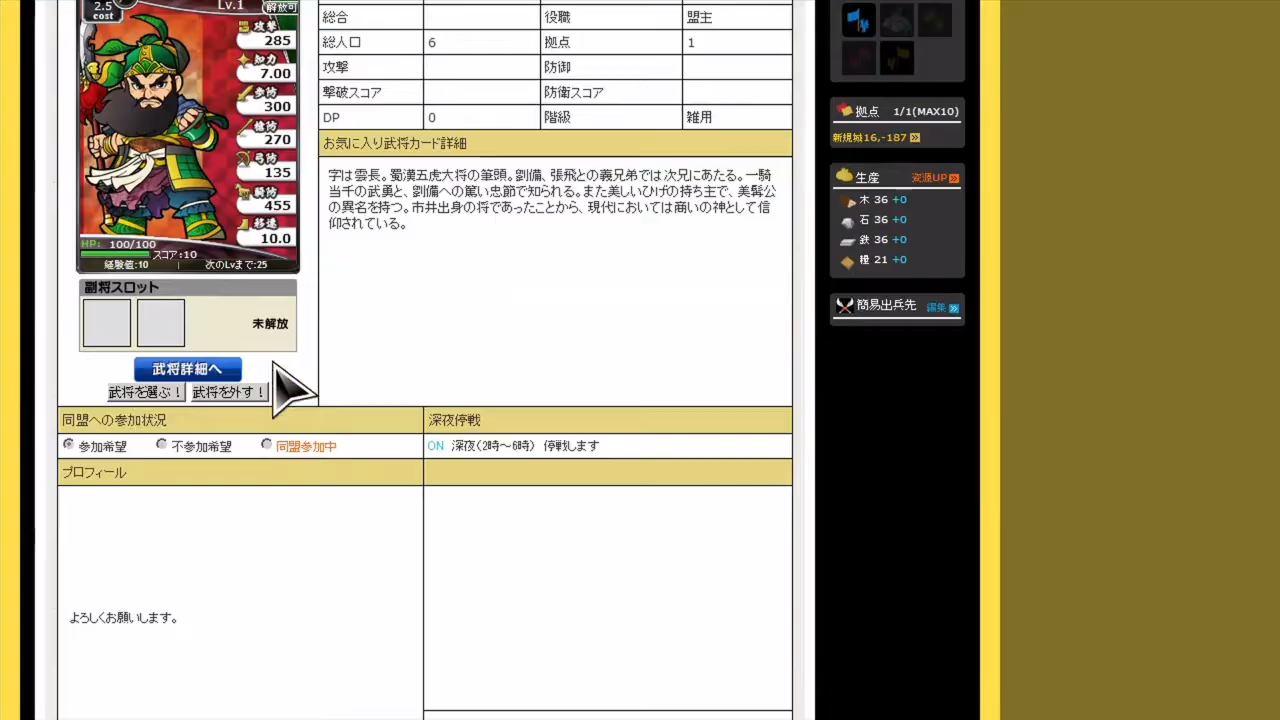 2.5
cost
Lv.1
解放可
攻撃
285
知力
7.00
歩防
300
槍防
270
弓防
135
騎防
455
移速
10.0
HP: 100/100
スコア:10
経験値:10 | 次のLvまで:25
副将スロット
未解放
武将詳細へ
武将を選ぶ！ 武将を外す！
総合 役職 盟主
総人口 6 拠点 1
攻撃 防御
撃破スコア 防衛スコア
DP 0 階級 雑用
お気に入り武将カード詳細
字は雲長。蜀漢五虎大将の筆頭。劉備、張飛との義兄弟では次兄にあたる。一騎
当千の武勇と、劉備への篤い忠節で知られる。また美しいひげの持ち主で、美髯公
の異名を持つ。市井出身の将であったことから、現代においては商いの神として信
仰されている。
同盟への参加状況 深夜停戦
参加希望 不参加希望 同盟参加中 ON 深夜（2時～6時） 停戦します
プロフィール
よろしくお願いします。
拠点 1/1(MAX10)
新規城16,-187
生産 資源UP
木 36 +0
石 36 +0
鉄 36 +0
糧 21 +0
簡易出兵先 編集